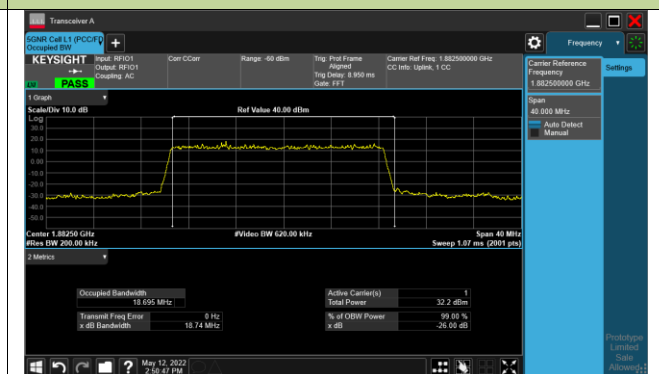 Transceiver A
5GNR Cell L1 (PCC/FD
Occupied BW
Frequency
KEYSIGHT
PASS
Input: RFIO1
Output: RFIO1
Coupling: AC
Corr CCorr
Range: -60 dBm
Trig: Prot Frame
Aligned
Trig Delay: 8.950 ms
Gate: FFT
Carrier Ref Freq: 1.882500000 GHz
CC Info: Uplink, 1 CC
Carrier Reference
Frequency
1.882500000 GHz
Settings
Span
40.000 MHz
Auto Detect
Manual
1 Graph
Scale/Div 10.0 dB
Ref Value 40.00 dBm
Log
30.0
20.0
10.0
0.00
-10.0
-20.0
-30.0
-40.0
-50.0
Center 1.88250 GHz
#Res BW 200.00 kHz
#Video BW 620.00 kHz
Span 40 MHz
Sweep 1.07 ms (2001 pts)
2 Metrics
Occupied Bandwidth
18.695 MHz
Active Carrier(s) 1
Total Power 32.2 dBm
Transmit Freq Error 0 Hz
x dB Bandwidth 18.74 MHz
% of OBW Power 99.00 %
x dB -26.00 dB
Prototype
Limited
Sale
Allowed
May 12, 2022
2:50:47 PM